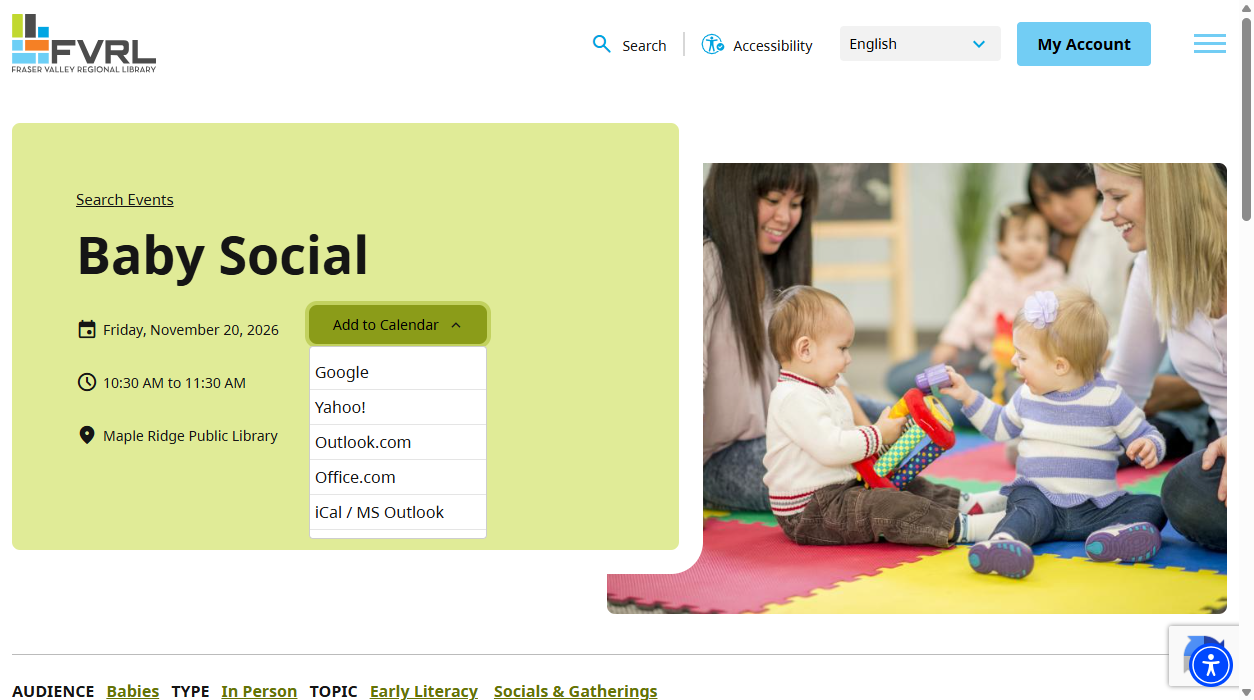 FVRL
FRASER VALLEY REGIONAL LIBRARY
Search
Accessibility
English
My Account
Search Events
Baby Social
Friday, November 20, 2026
Add to Calendar
10:30 AM to 11:30 AM
Maple Ridge Public Library
Google
Yahoo!
Outlook.com
Office.com
iCal / MS Outlook
AUDIENCE Babies TYPE In Person TOPIC Early Literacy Socials & Gatherings